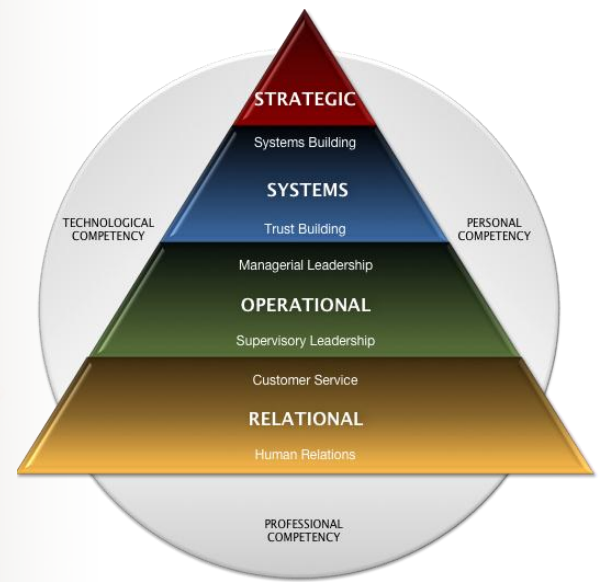 STRATEGIC
Systems Building
SYSTEMS
TECHNOLOGICAL
COMPETENCY
PERSONAL
COMPETENCY
Trust Building
Managerial Leadership
OPERATIONAL
Supervisory Leadership
Customer Service
RELATIONAL
Human Relations
PROFESSIONAL
COMPETENCY